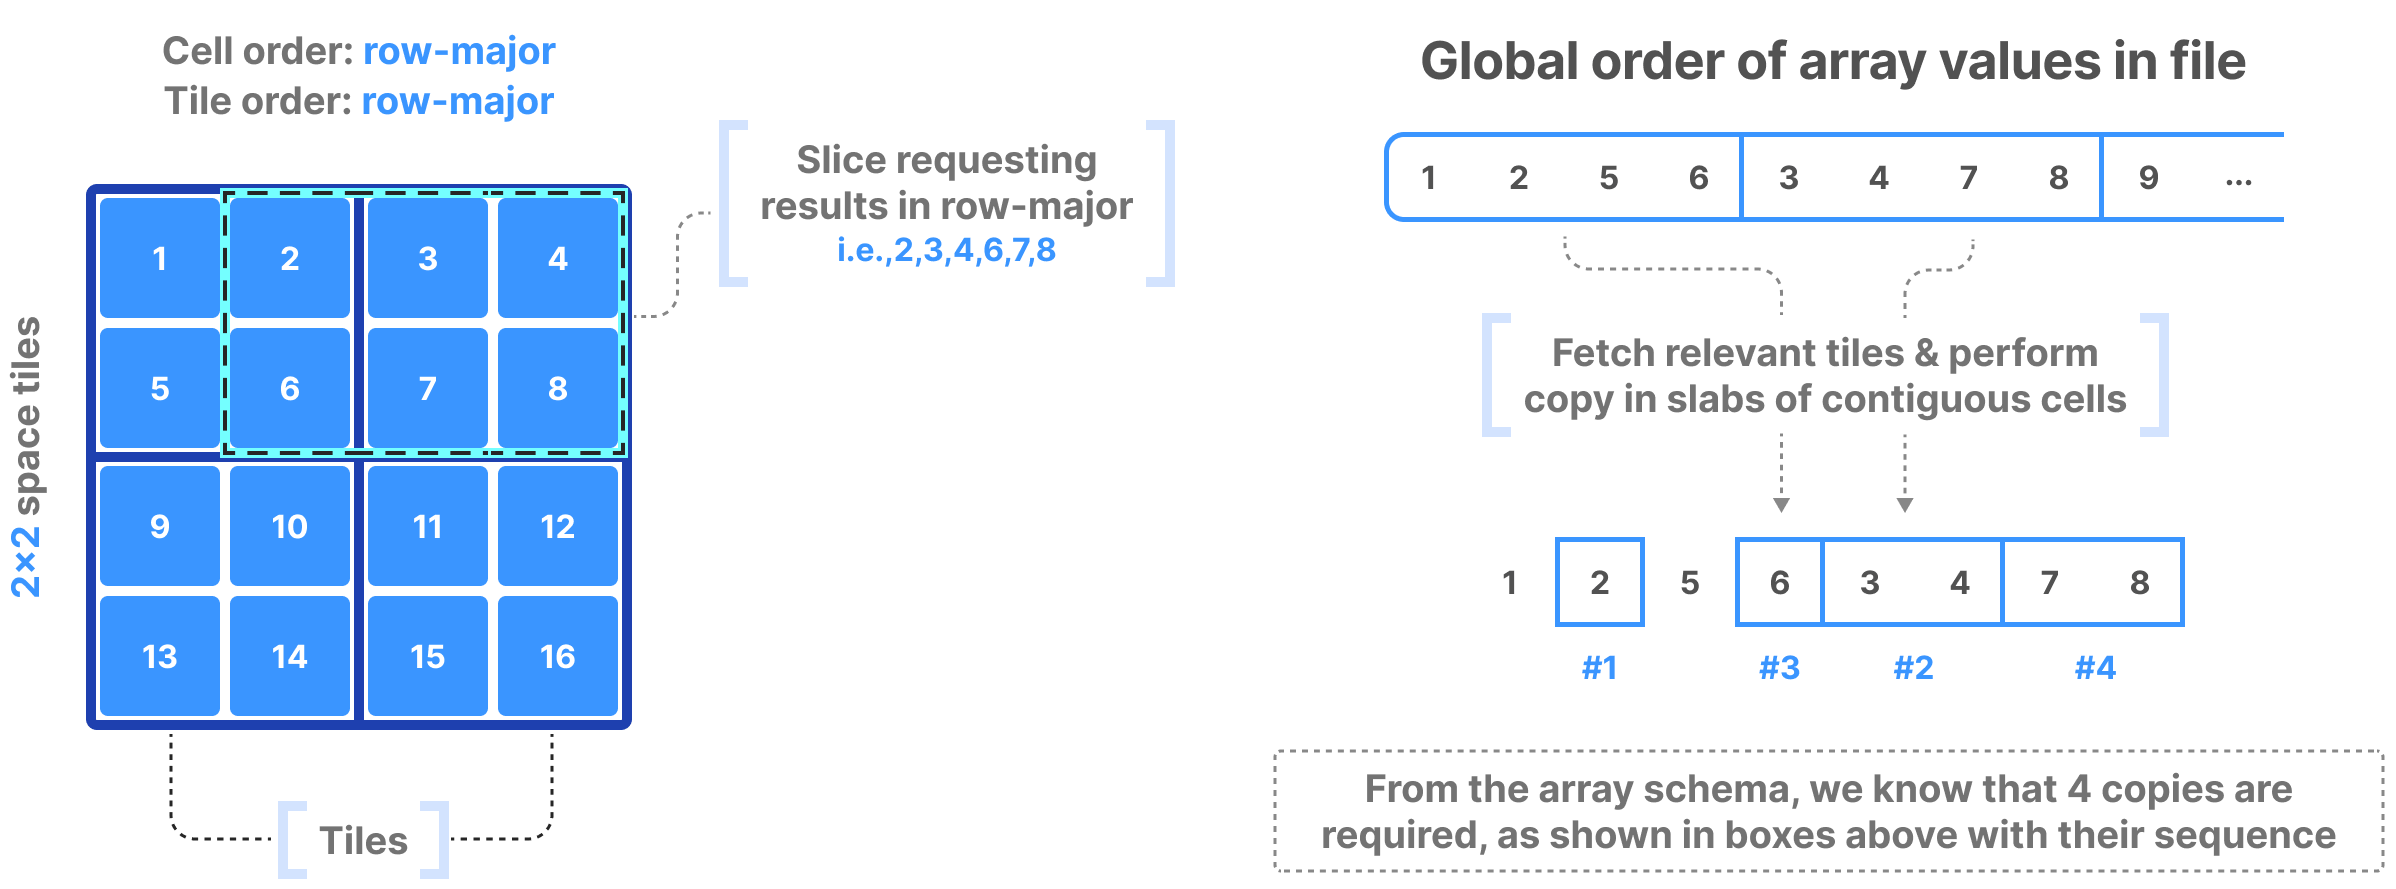 Cell order: row-major
Tile order: row-major
2×2 space tiles
1 2 3 4
5 6 7 8
9 10 11 12
13 14 15 16
Tiles
Slice requesting
results in row-major
i.e.,2,3,4,6,7,8
Global order of array values in file
1 2 5 6 3 4 7 8 9 ...
Fetch relevant tiles & perform
copy in slabs of contiguous cells
1 2 5 6 3 4 7 8
#1 #3 #2 #4
From the array schema, we know that 4 copies are
required, as shown in boxes above with their sequence